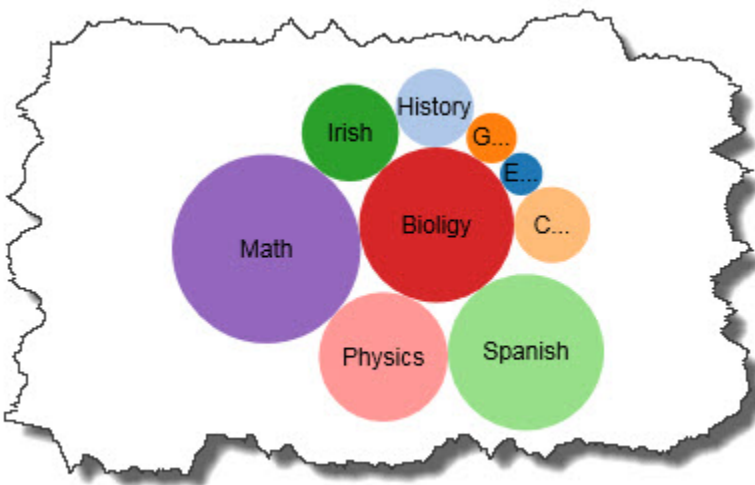 History
Irish
G...
E...
Bioligy
C...
Math
Physics
Spanish